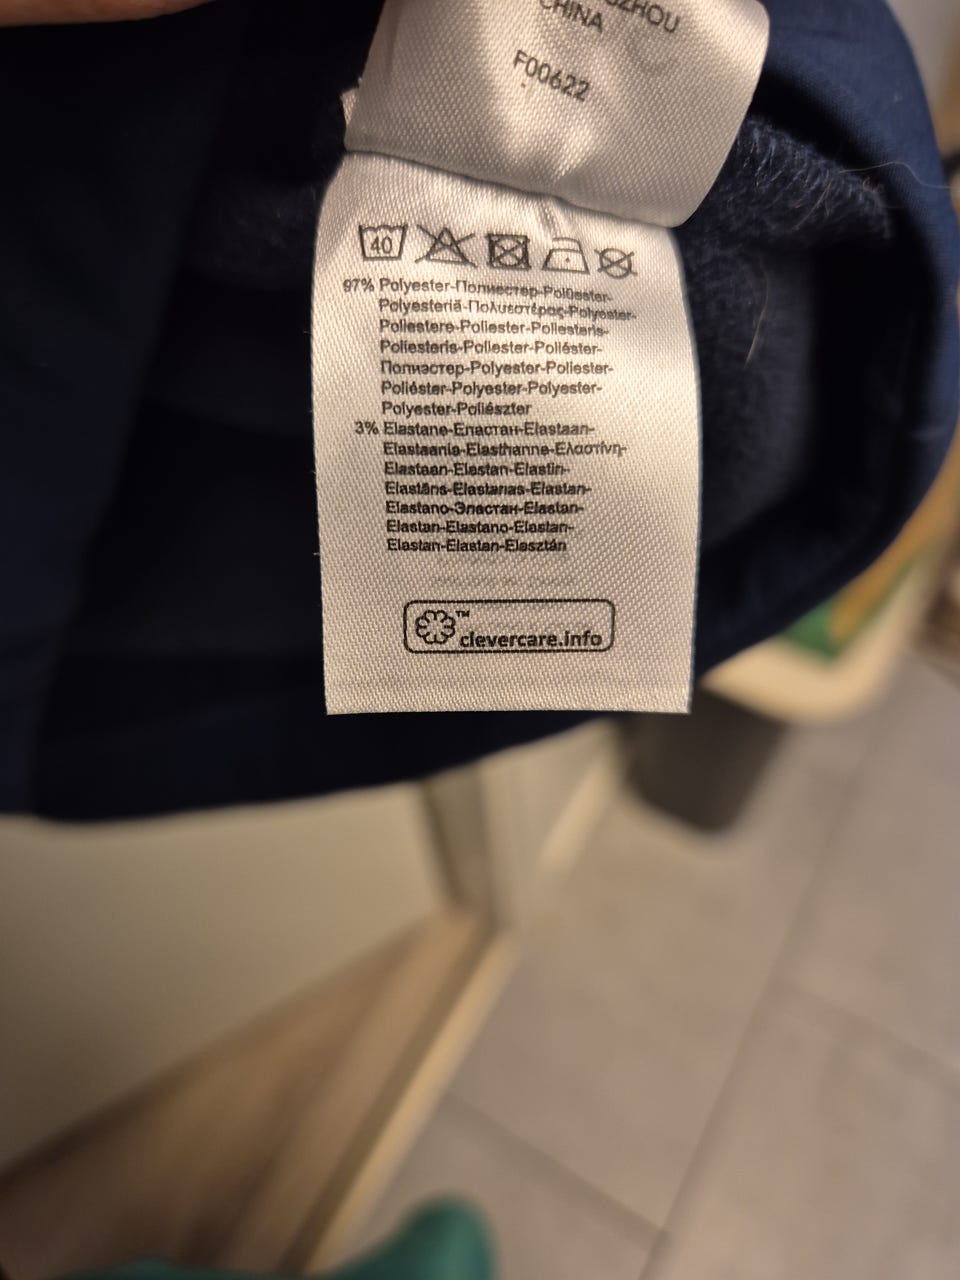 CHINA
F00622
40
97% Polyester-Полиестер-Polüester-
Polyesteriä-Πολυεστέρας-Polyester-
Poliestere-Poliester-Poliesteris-
Poliesteris-Poliester-Poliéster-
Полиэстер-Polyester-Poliester-
Poliéster-Polyester-Polyester-
Polyester-Poliészter
3% Elastane-Еластан-Elastaan-
Elastaania-Elasthanne-Ελαστίνη-
Elastaan-Elastan-Elastin-
Elastāns-Elastanas-Elastan-
Elastano-Эластан-Elastan-
Elastan-Elastano-Elastan-
Elastan-Elastan-Elasztán
™
clevercare.info